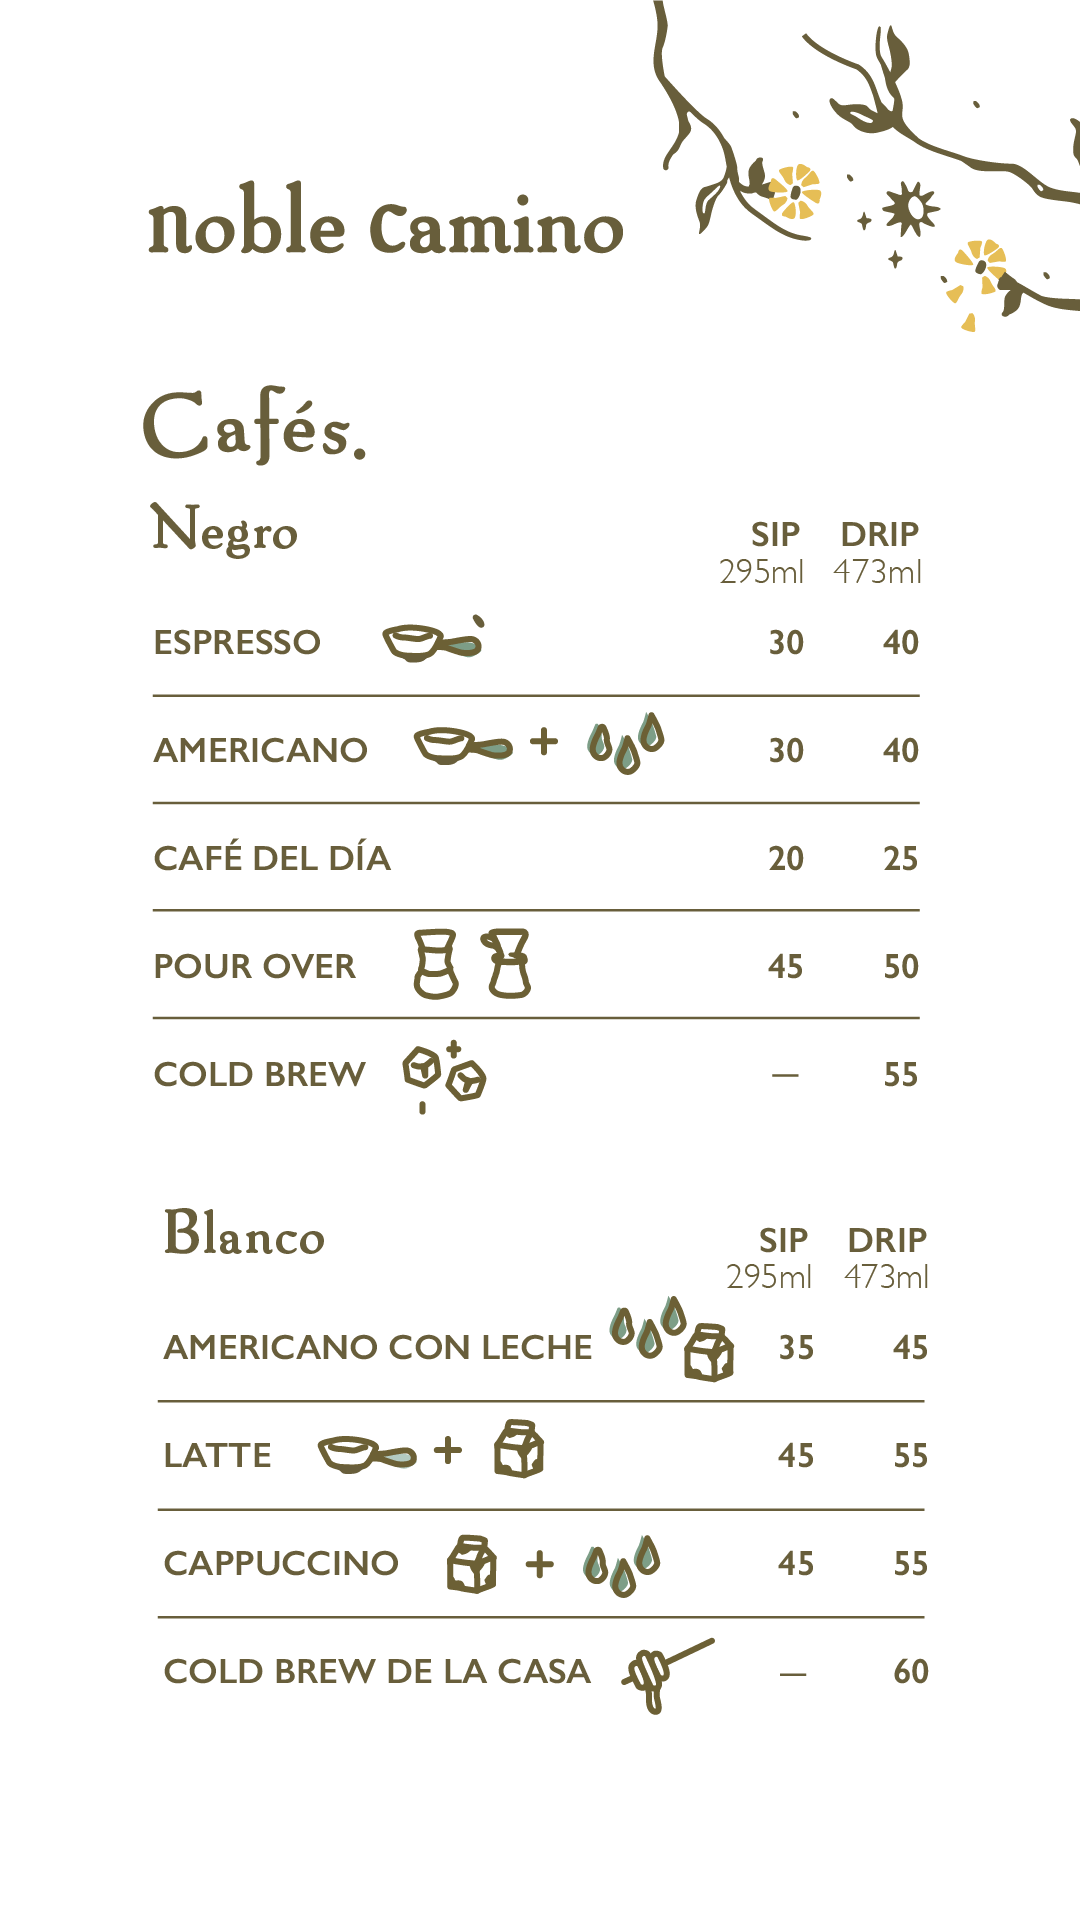 noble camino
Cafés.
Negro SIP DRIP
295ml 473ml
ESPRESSO 30 40
AMERICANO + 30 40
CAFÉ DEL DÍA 20 25
POUR OVER 45 50
COLD BREW — 55
Blanco SIP DRIP
295ml 473ml
AMERICANO CON LECHE 35 45
LATTE + 45 55
CAPPUCCINO + 45 55
COLD BREW DE LA CASA — 60